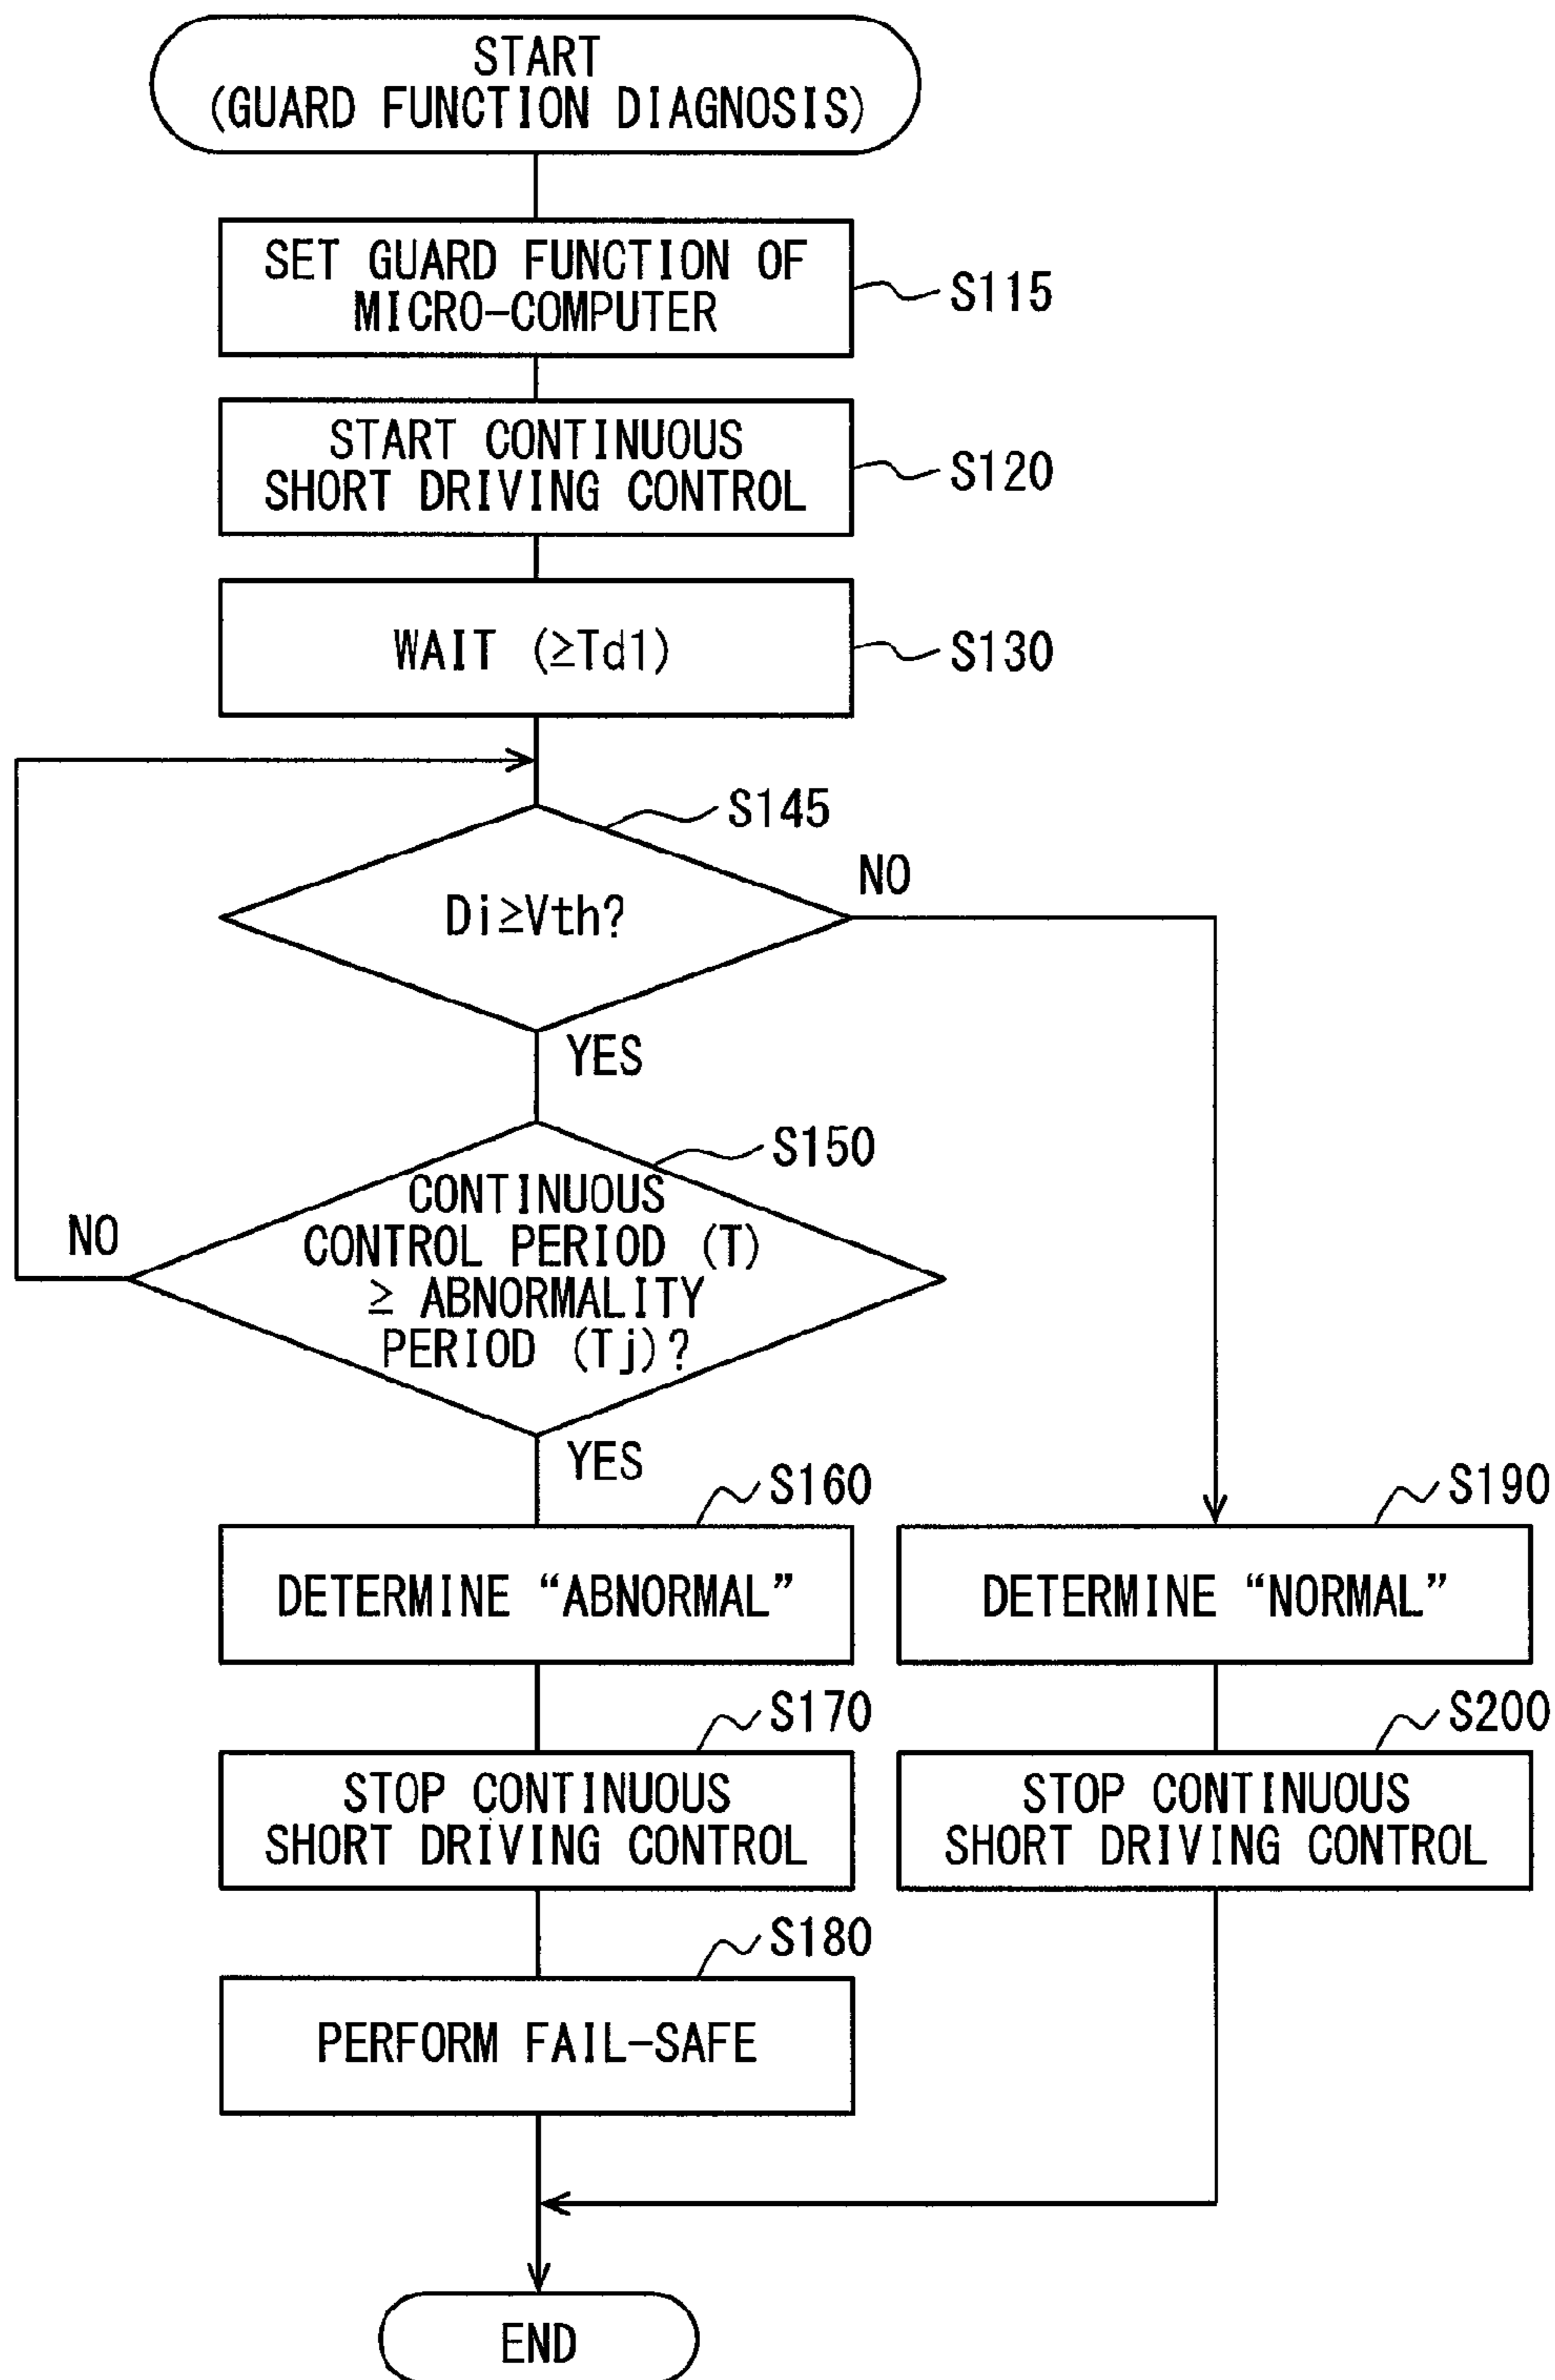 START
(GUARD FUNCTION DIAGNOSIS)
SET GUARD FUNCTION OF
MICRO-COMPUTER
S115
START CONTINUOUS
SHORT DRIVING CONTROL
S120
WAIT (≥Td1)
S130
S145
Di≥Vth?
NO
YES
S150
CONTINUOUS
CONTROL PERIOD (T)
≥ ABNORMALITY
PERIOD (Tj)?
NO
YES
S160
DETERMINE “ABNORMAL”
S190
DETERMINE “NORMAL”
S170
STOP CONTINUOUS
SHORT DRIVING CONTROL
S200
STOP CONTINUOUS
SHORT DRIVING CONTROL
S180
PERFORM FAIL-SAFE
END